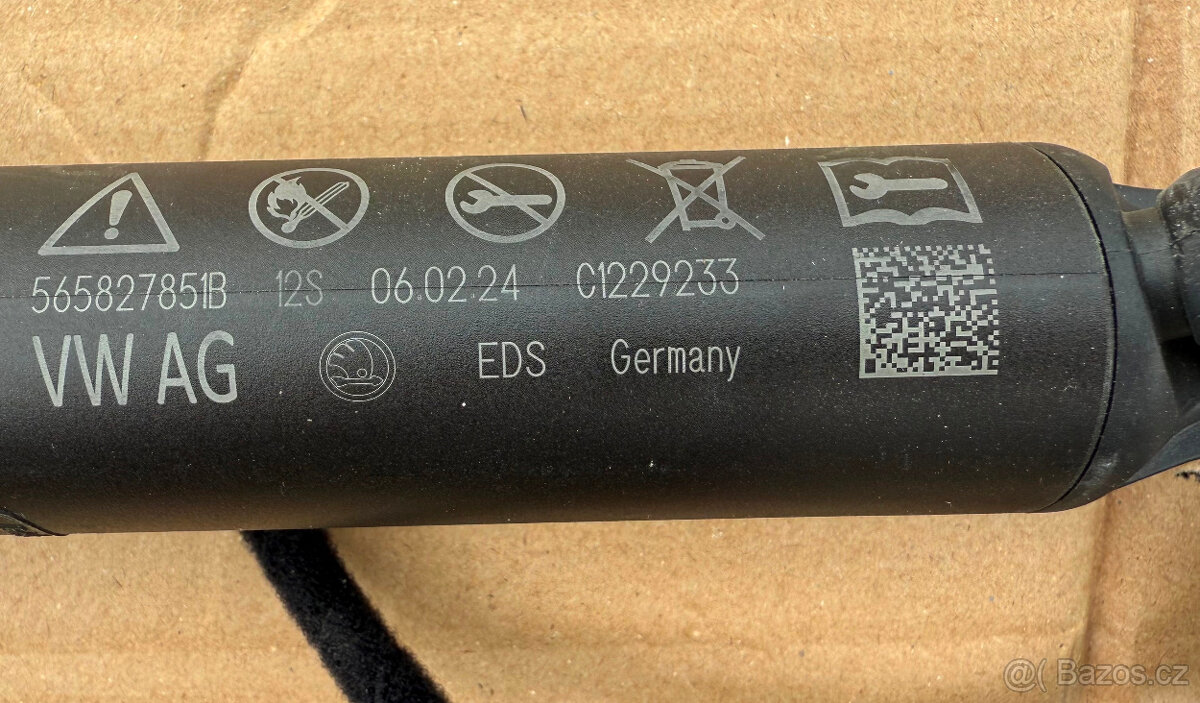 565827851B 12S 06.02.24 C1229233
VW AG EDS Germany
@( Bazos.cz